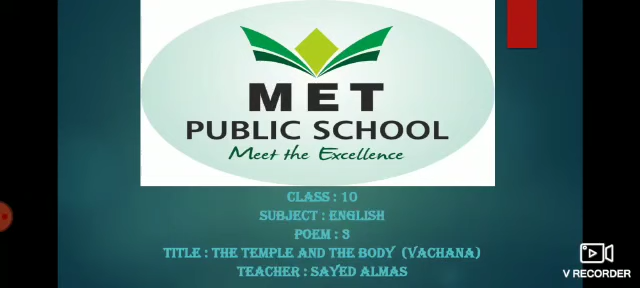 MET
PUBLIC SCHOOL
Meet the Excellence
CLASS : 10
SUBJECT : ENGLISH
POEM : 3
TITLE : THE TEMPLE AND THE BODY (VACHANA)
TEACHER : SAYED ALMAS
V RECORDER